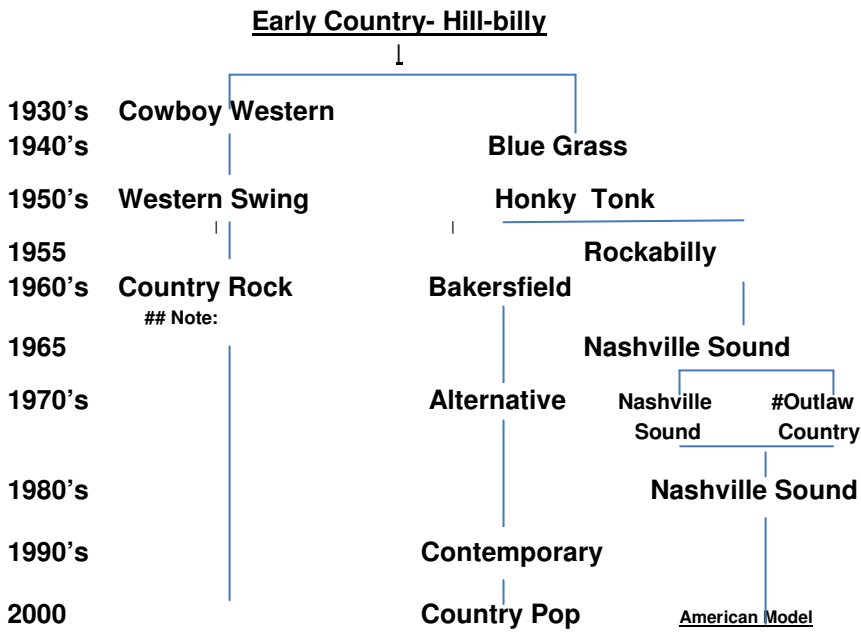 Early Country- Hill-billy
1930’s Cowboy Western
1940’s Blue Grass
1950’s Western Swing Honky Tonk
1955 Rockabilly
1960’s Country Rock Bakersfield
## Note:
1965 Nashville Sound
1970’s Alternative Nashville #Outlaw
Sound Country
1980’s Nashville Sound
1990’s Contemporary
2000 Country Pop American Model